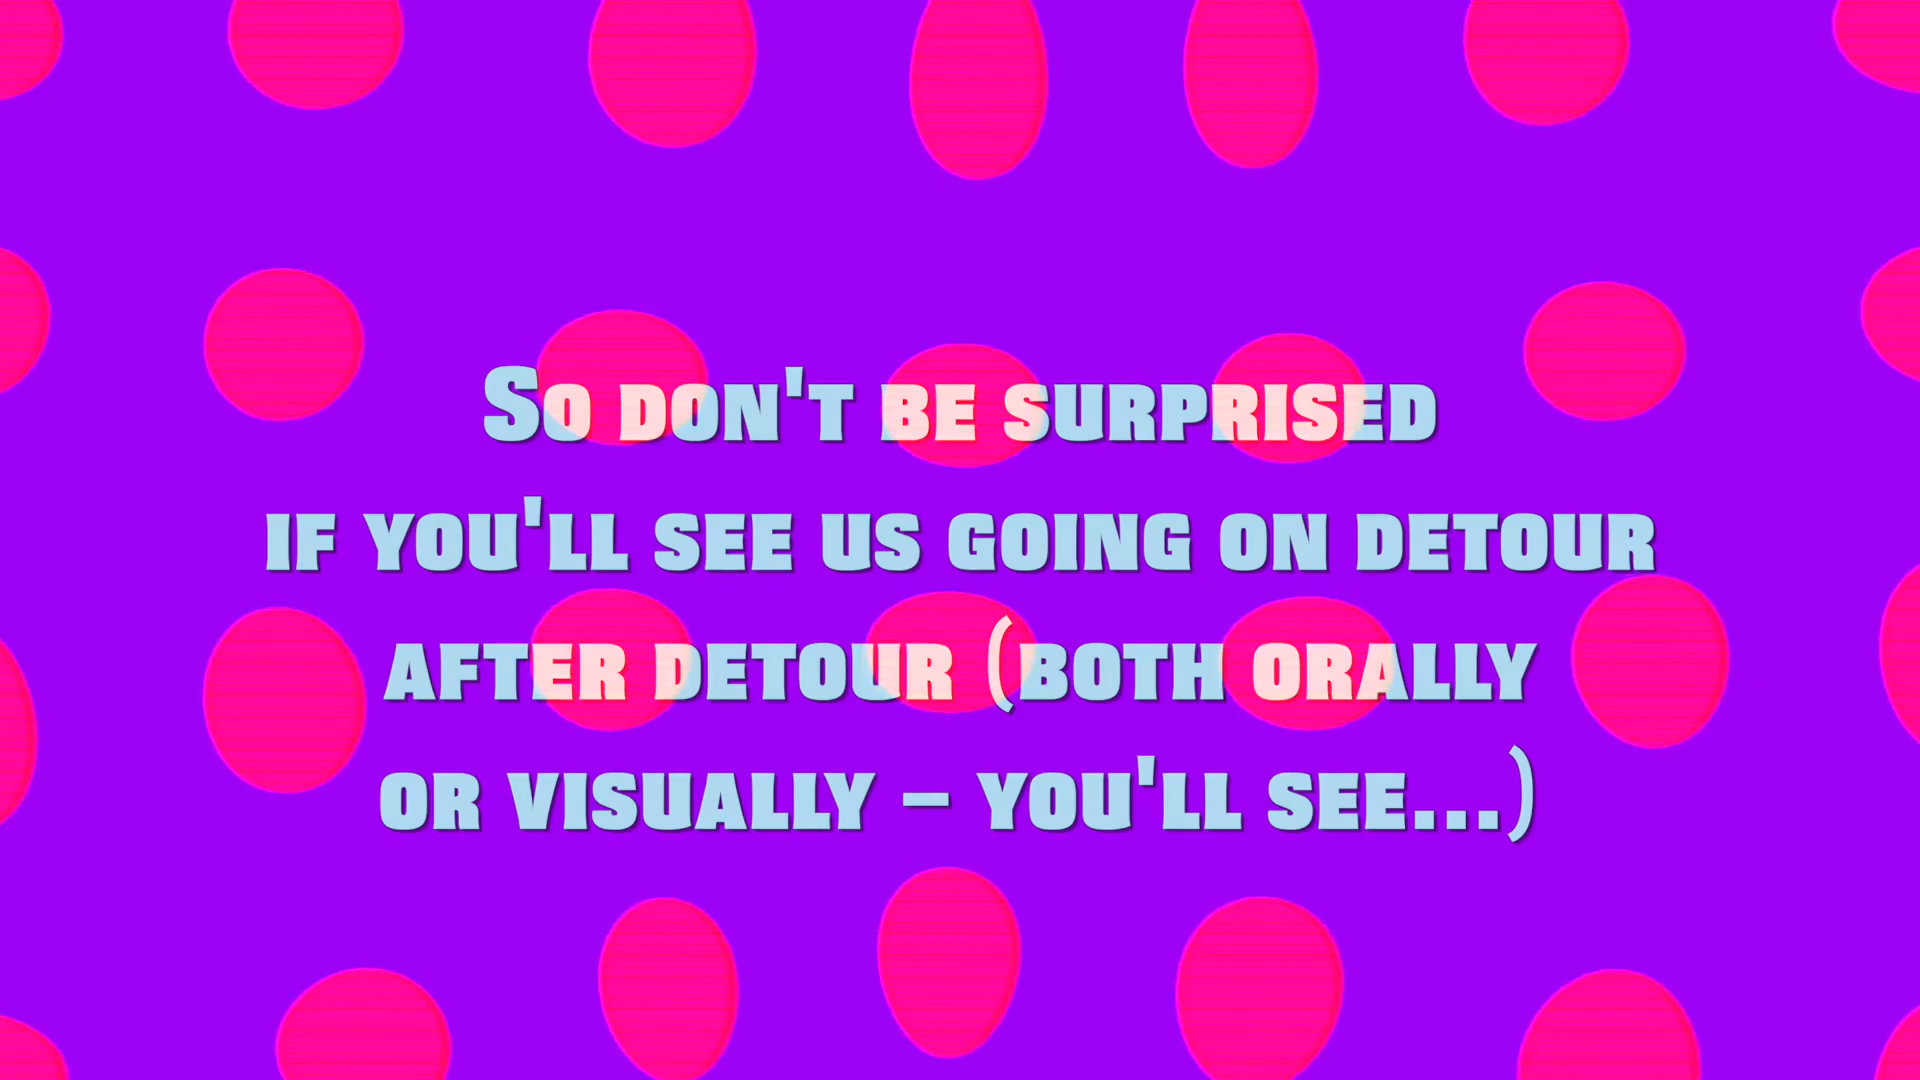 So don't be surprised
if you'll see us going on detour
after detour (both orally
or visually – you'll see...)